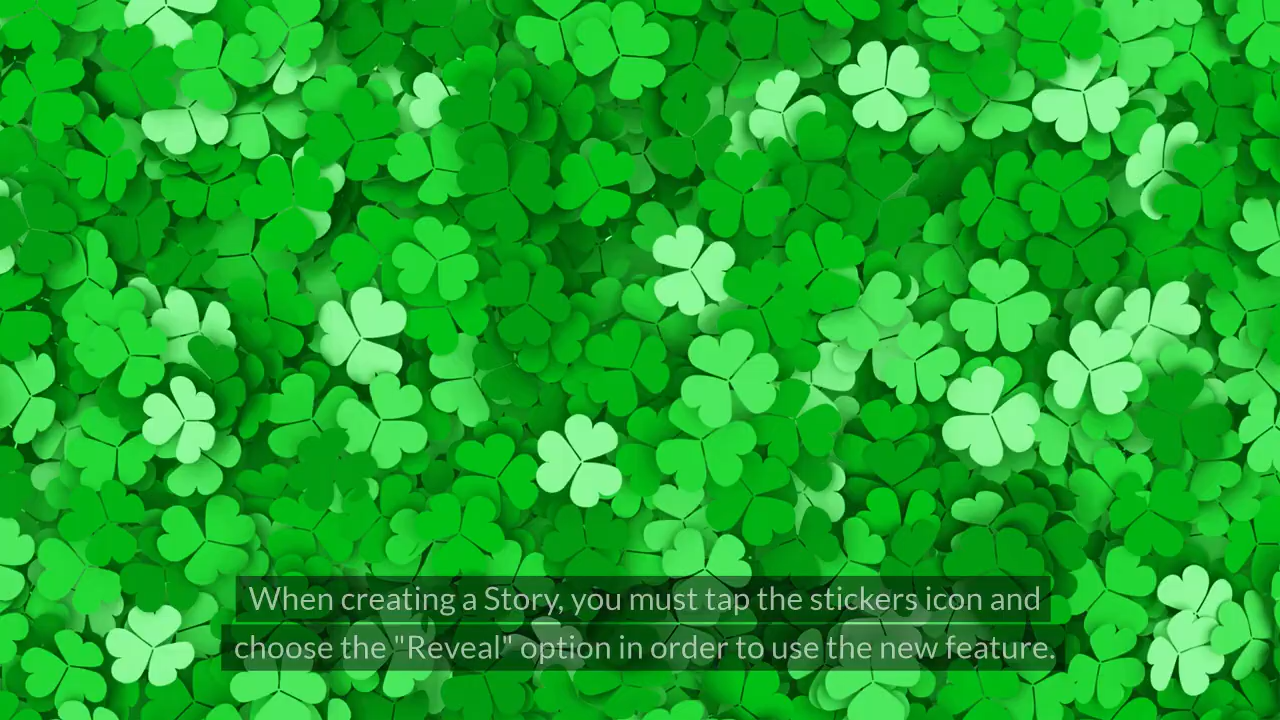 When creating a Story, you must tap the stickers icon and
choose the "Reveal" option in order to use the new feature.